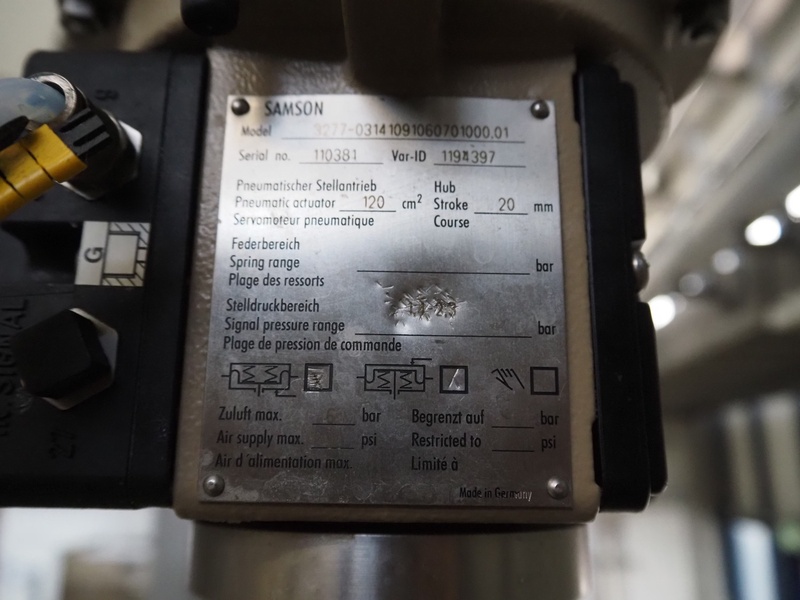 SAMSON
Model 3277-03141091060701000.01
Serial no. 110381 Var-ID 1194397
Pneumatischer Stellantrieb Hub
Pneumatic actuator 120 cm² Stroke 20 mm
Servomoteur pneumatique Course
Federbereich
Spring range bar
Plage des ressorts
Stelldruckbereich
Signal pressure range bar
Plage de pression de commande
Zuluft max. 6 bar Begrenzt auf bar
Air supply max. psi Restricted to psi
Air d'alimentation max. Limité à
Made in Germany
G
8
SIGNAL